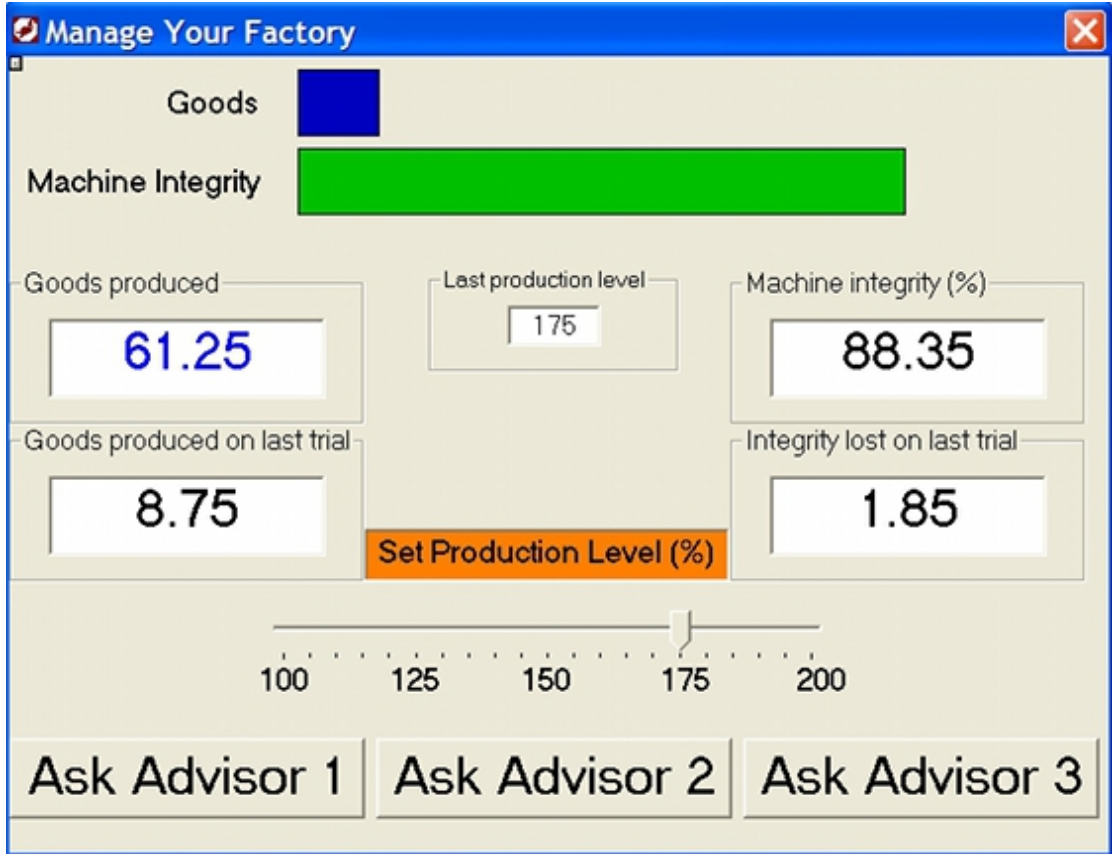 Manage Your Factory
Goods
Machine Integrity
Goods produced
61.25
Last production level
175
Machine integrity (%)
88.35
Goods produced on last trial
8.75
Integrity lost on last trial
1.85
Set Production Level (%)
100 125 150 175 200
Ask Advisor 1
Ask Advisor 2
Ask Advisor 3